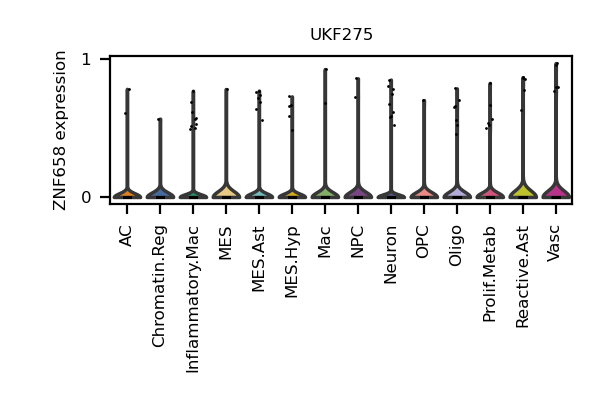 UKF275
ZNF658 expression
1
0
AC
Chromatin.Reg
Inflammatory.Mac
MES
MES.Ast
MES.Hyp
Mac
NPC
Neuron
OPC
Oligo
Prolif.Metab
Reactive.Ast
Vasc